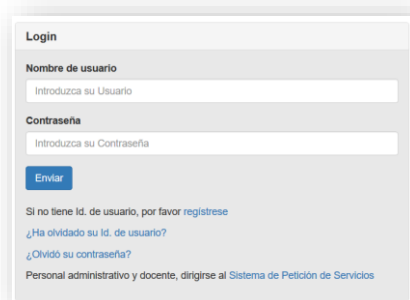 Login
Nombre de usuario
Introduzca su Usuario
Contraseña
Introduzca su Contraseña
Enviar
Si no tiene Id. de usuario, por favor regístrese
¿Ha olvidado su Id. de usuario?
¿Olvidó su contraseña?
Personal administrativo y docente, dirigirse al Sistema de Petición de Servicios